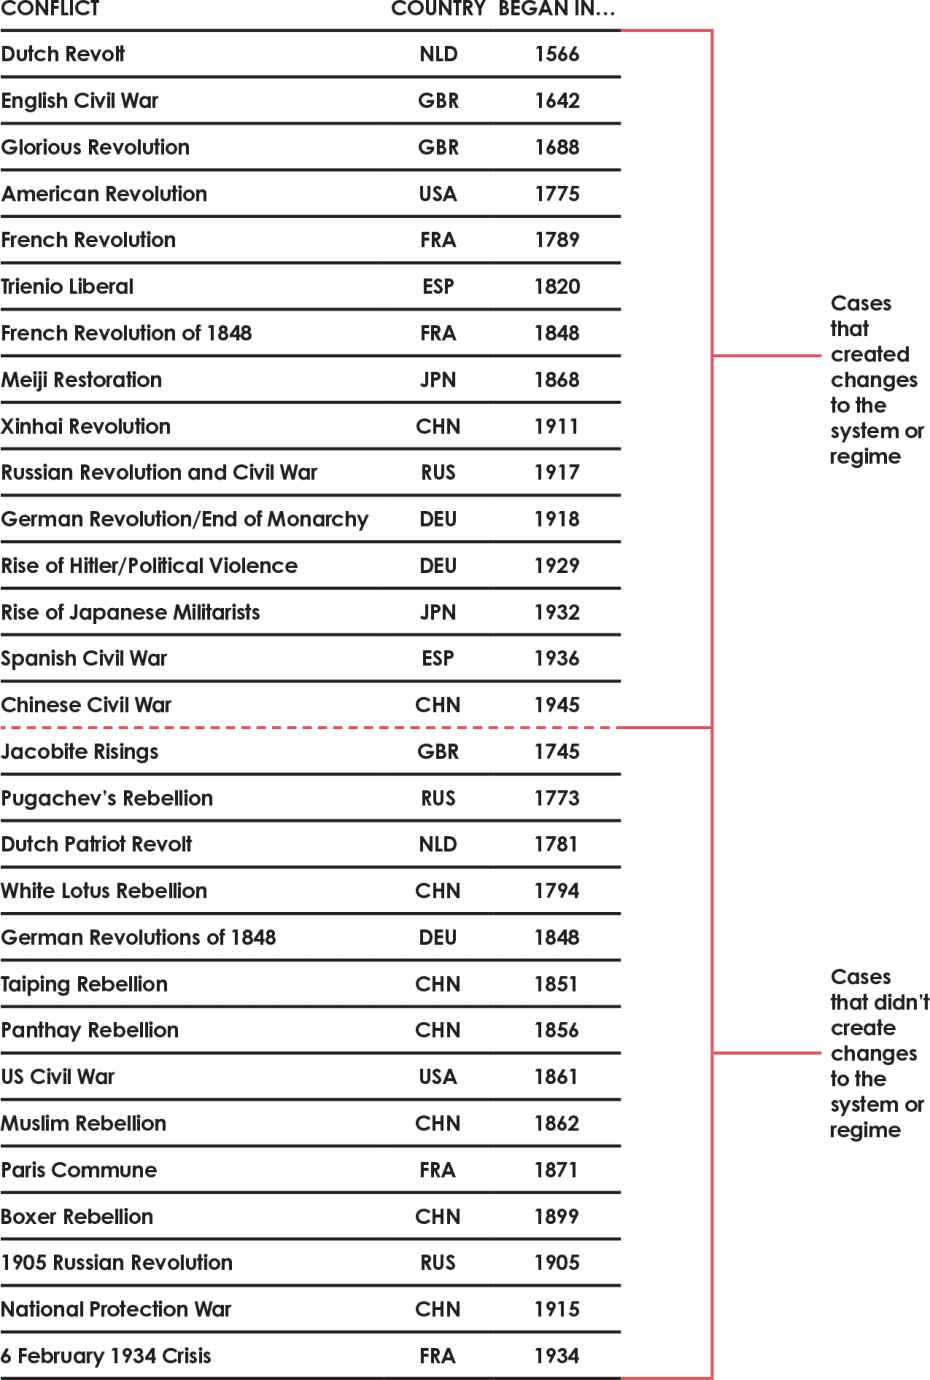 CONFLICT COUNTRY BEGAN IN...
Dutch Revolt NLD 1566
English Civil War GBR 1642
Glorious Revolution GBR 1688
American Revolution USA 1775
French Revolution FRA 1789
Trienio Liberal ESP 1820
French Revolution of 1848 FRA 1848
Meiji Restoration JPN 1868
Xinhai Revolution CHN 1911
Russian Revolution and Civil War RUS 1917
German Revolution/End of Monarchy DEU 1918
Rise of Hitler/Political Violence DEU 1929
Rise of Japanese Militarists JPN 1932
Spanish Civil War ESP 1936
Chinese Civil War CHN 1945
Cases
that
created
changes
to the
system or
regime
Jacobite Risings GBR 1745
Pugachev's Rebellion RUS 1773
Dutch Patriot Revolt NLD 1781
White Lotus Rebellion CHN 1794
German Revolutions of 1848 DEU 1848
Taiping Rebellion CHN 1851
Panthay Rebellion CHN 1856
US Civil War USA 1861
Muslim Rebellion CHN 1862
Paris Commune FRA 1871
Boxer Rebellion CHN 1899
1905 Russian Revolution RUS 1905
National Protection War CHN 1915
6 February 1934 Crisis FRA 1934
Cases
that didn't
create
changes
to the
system or
regime